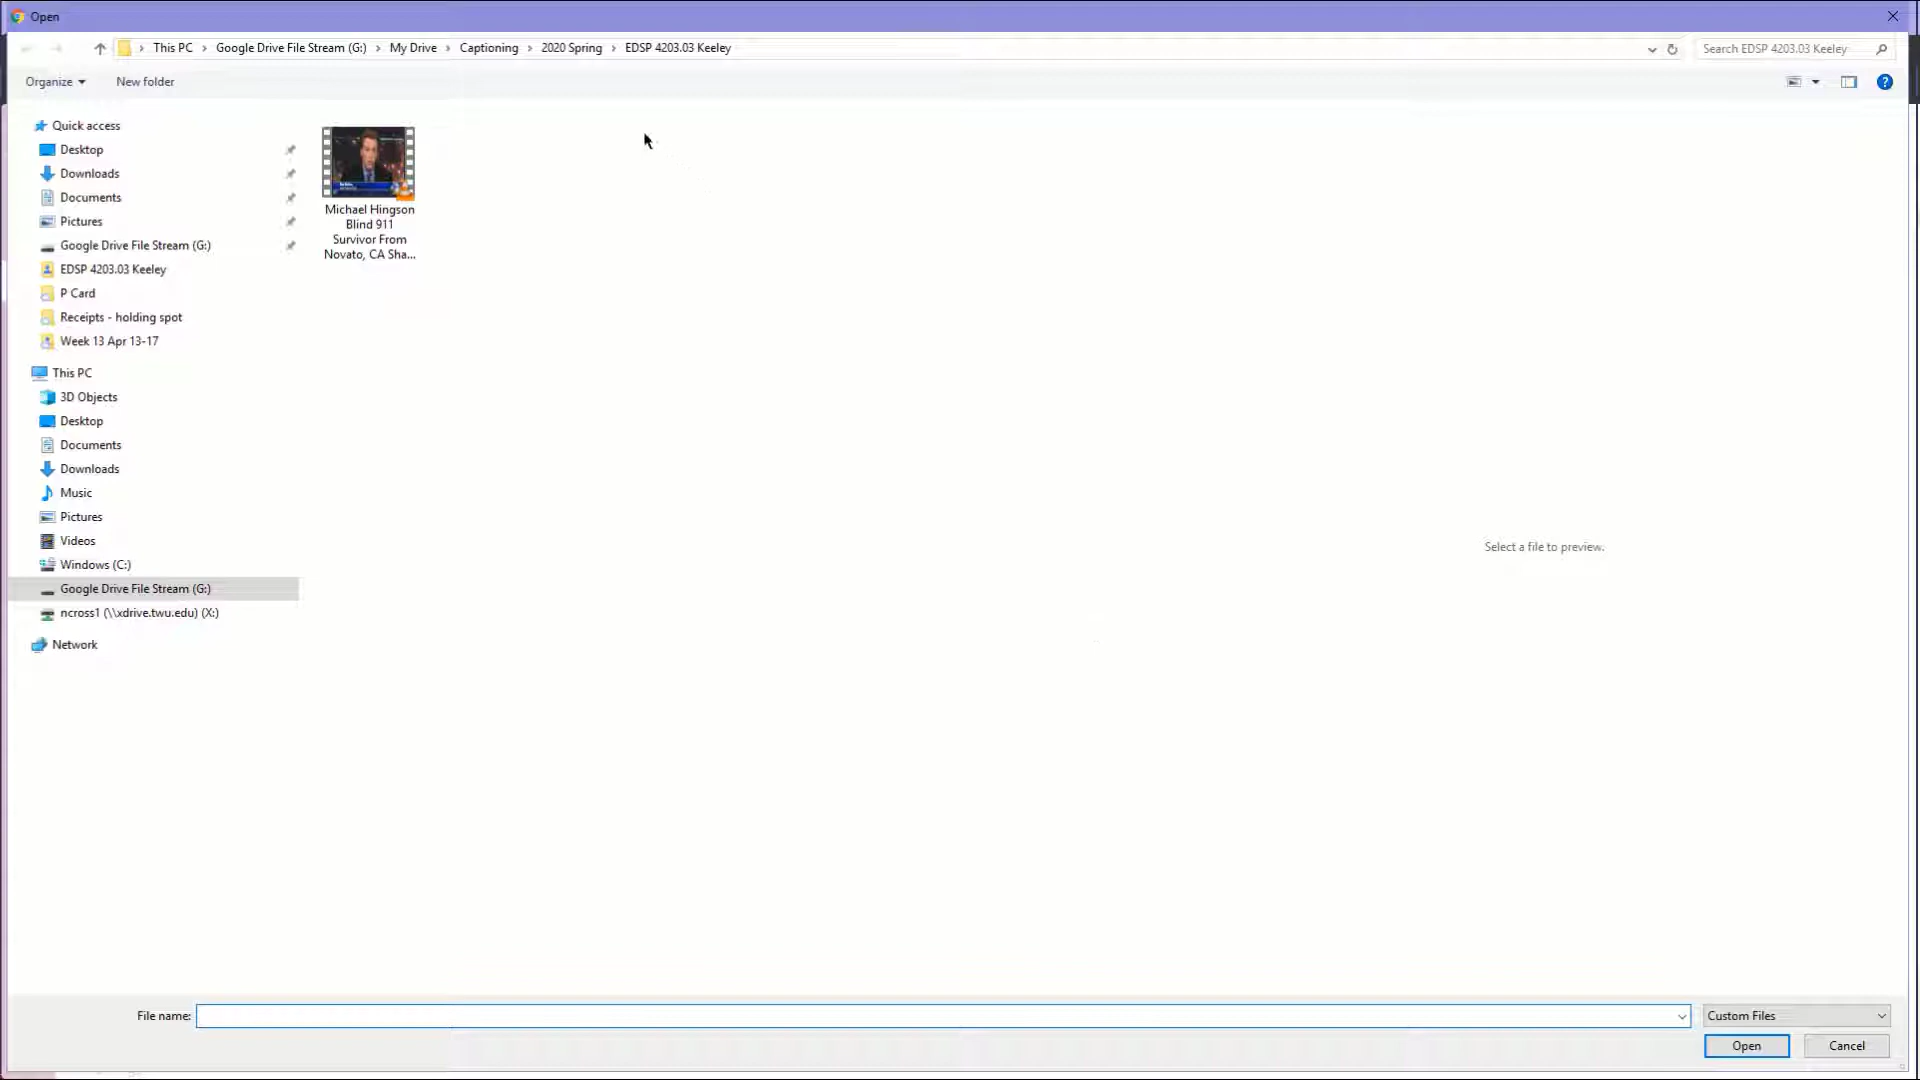 Open
This PC > Google Drive File Stream (G:) > My Drive > Captioning > 2020 Spring > EDSP 4203.03 Keeley
Search EDSP 4203.03 Keeley
Organize
New folder
Quick access
Desktop
Downloads
Documents
Pictures
Google Drive File Stream (G:)
EDSP 4203.03 Keeley
P Card
Receipts - holding spot
Week 13 Apr 13-17
This PC
3D Objects
Desktop
Documents
Downloads
Music
Pictures
Videos
Windows (C:)
Google Drive File Stream (G:)
ncross1 (\\xdrive.twu.edu) (X:)
Network
Michael Hingson
Blind 911
Survivor From
Novato, CA Sha...
Select a file to preview.
File name:
Custom Files
Open
Cancel